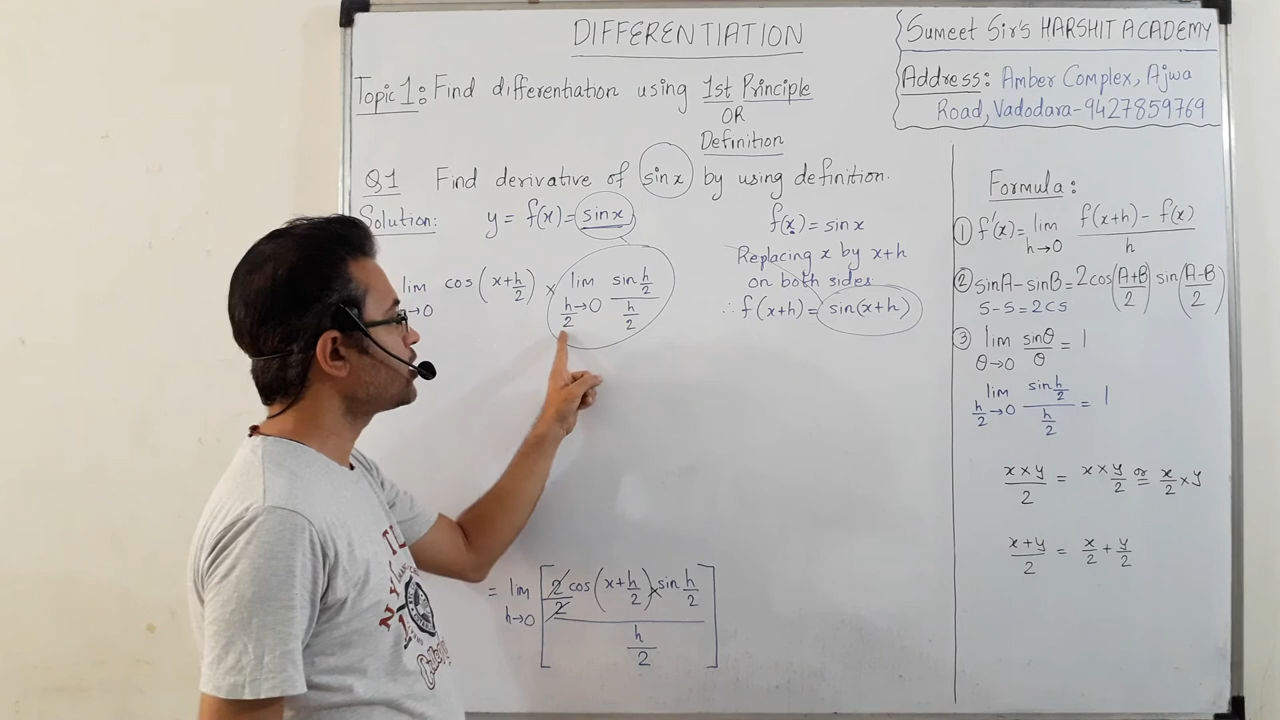 DIFFERENTIATION
Sumeet Sir's HARSHIT ACADEMY
Address: Amber Complex, Ajwa
Road, Vadodara-9427859769
Topic 1: Find differentiation using 1st Principle
OR
Definition
Q1 Find derivative of sin x by using definition.
Solution: y = f(x) = sin x
lim h→0 cos(x+h/2) × lim h/2→0 (sin h/2)/(h/2)
f(x) = sin x
Replacing x by x+h
on both sides
∴ f(x+h) = sin(x+h)
= lim h→0 [(2 cos(x+h/2) × sin h/2)/2 / (h/2)]
Formula:
① f'(x) = lim h→0 (f(x+h) - f(x))/h
② sinA - sinB = 2cos((A+B)/2) sin((A-B)/2)
S - S = 2CS
③ lim θ→0 sinθ/θ = 1
lim h/2→0 (sin h/2)/(h/2) = 1
(x×y)/2 = x×y/2 or x/2×y
(x+y)/2 = x/2 + y/2